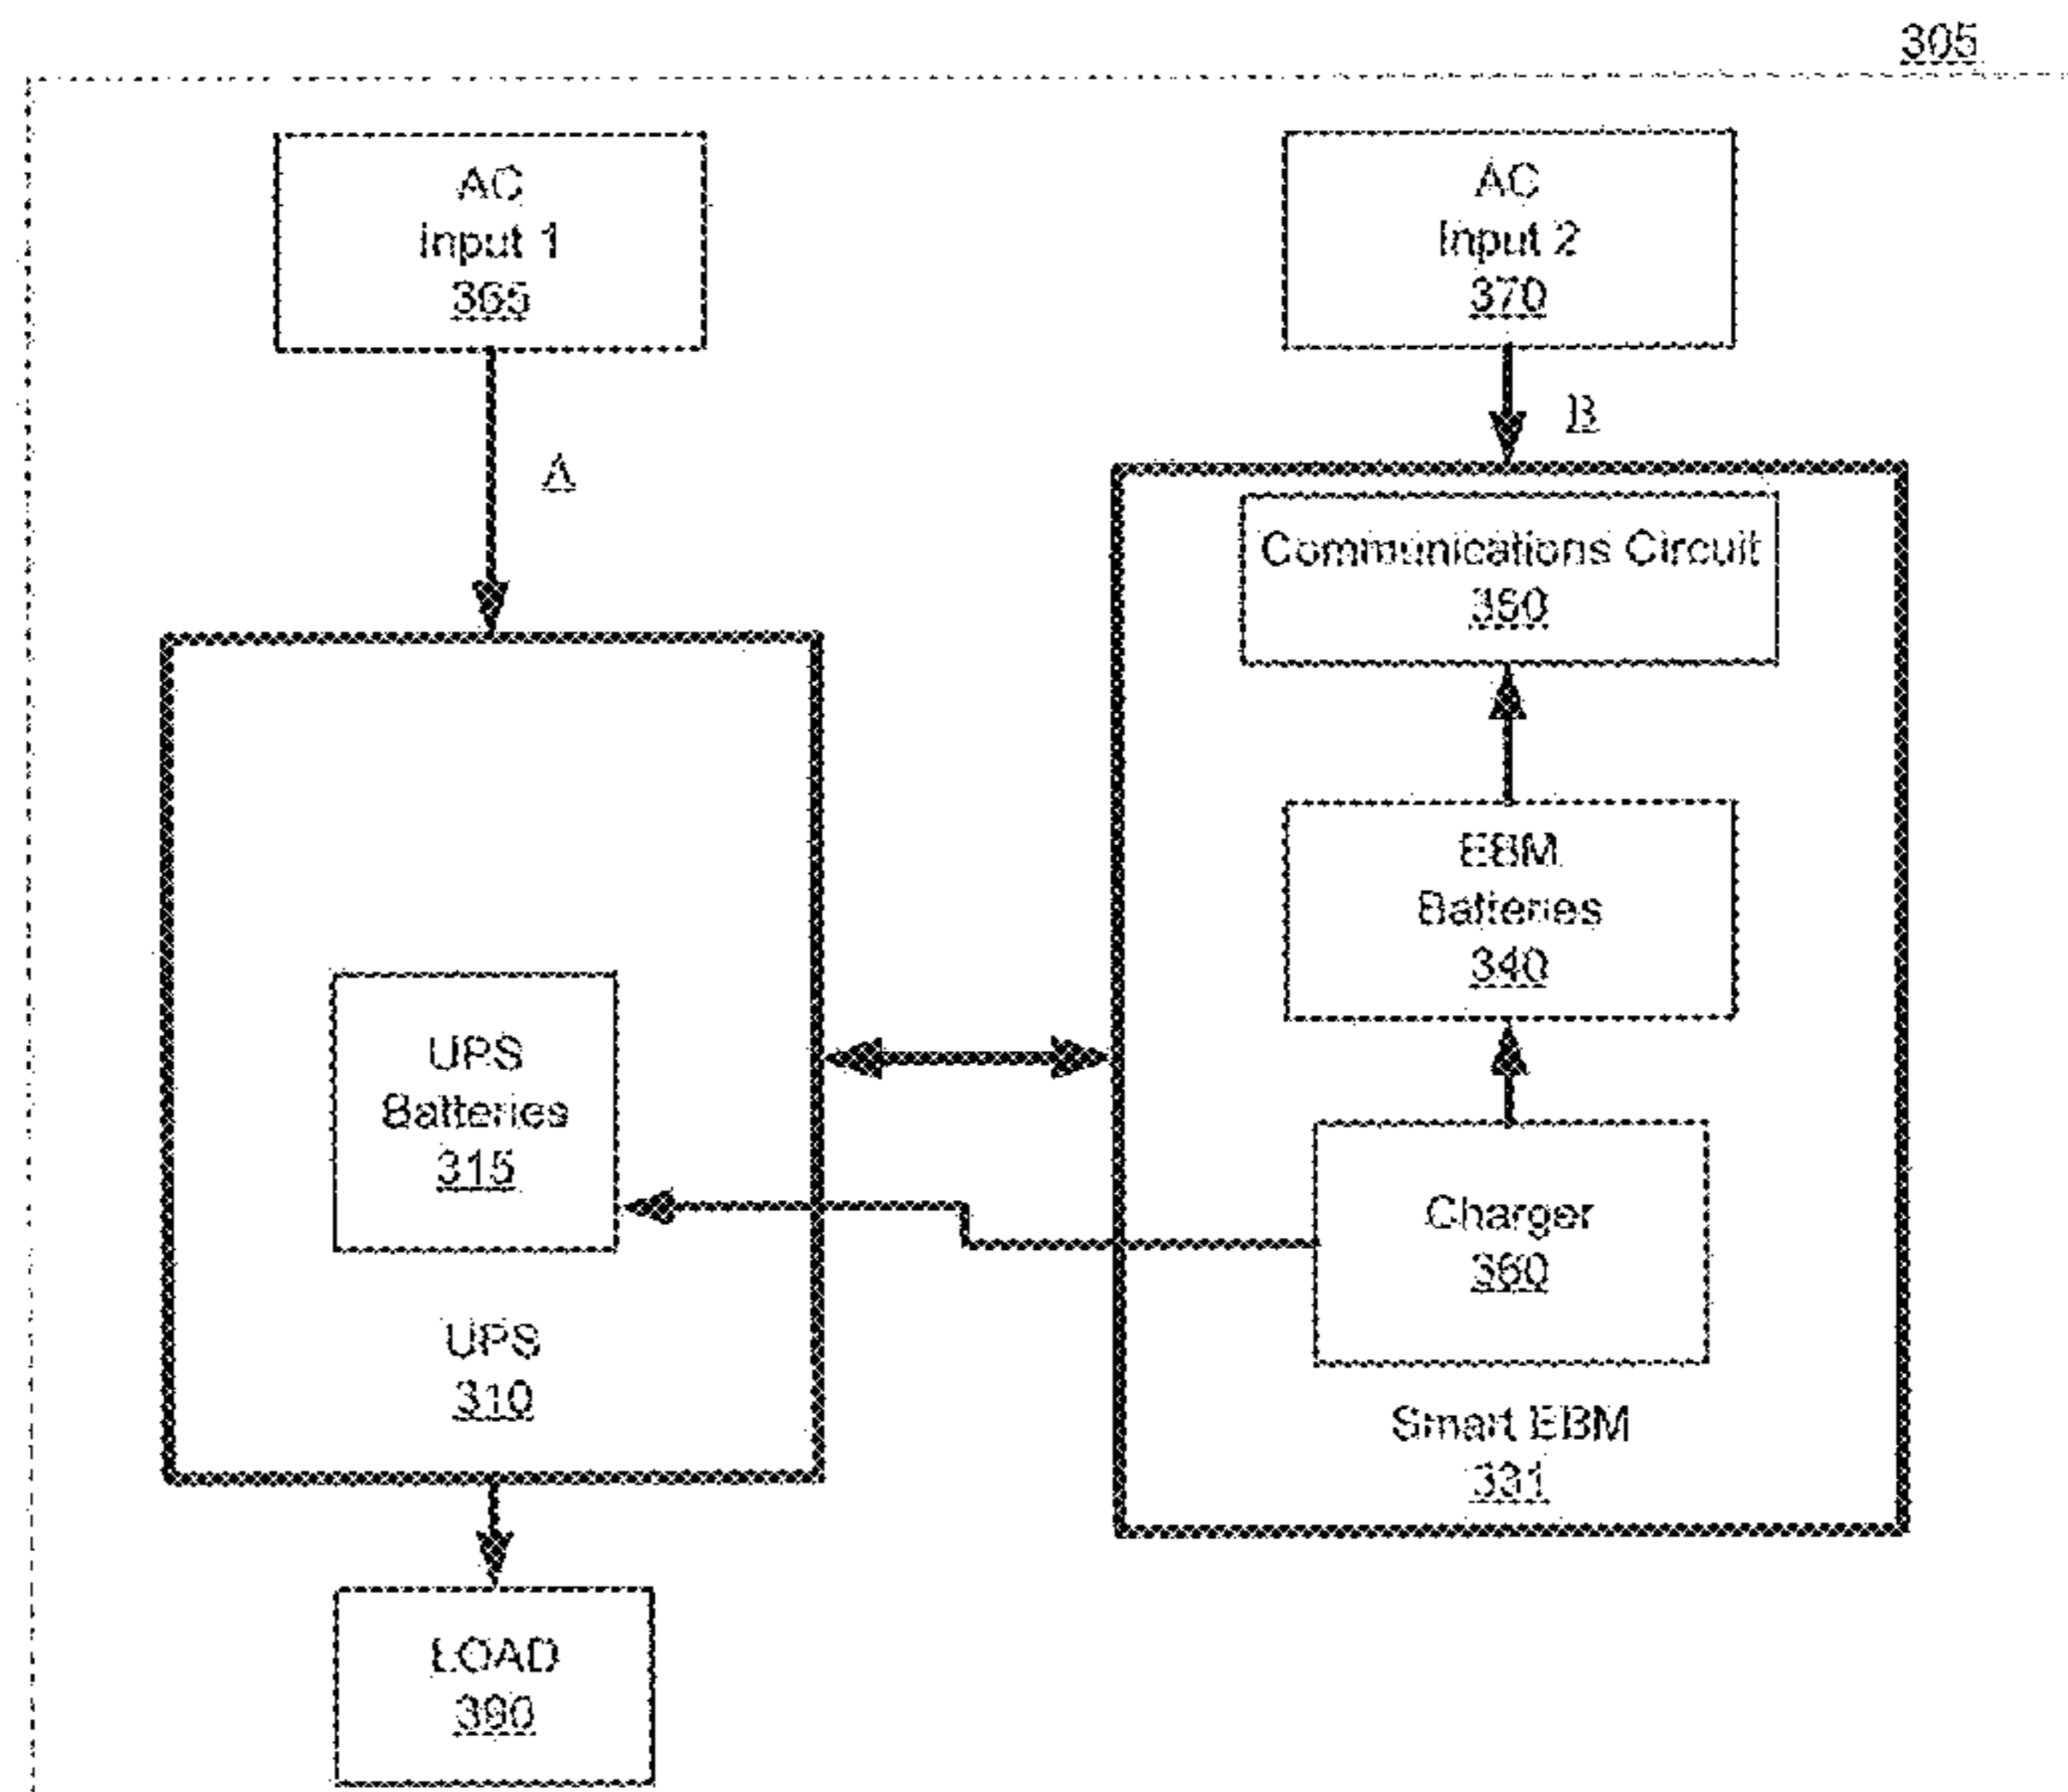 305
AC
Input 1
365
AC
Input 2
370
A
B
Communications Circuit
350
EBM
Batteries
340
UPS
Batteries
315
Charger
360
UPS
310
Smart EBM
331
LOAD
390